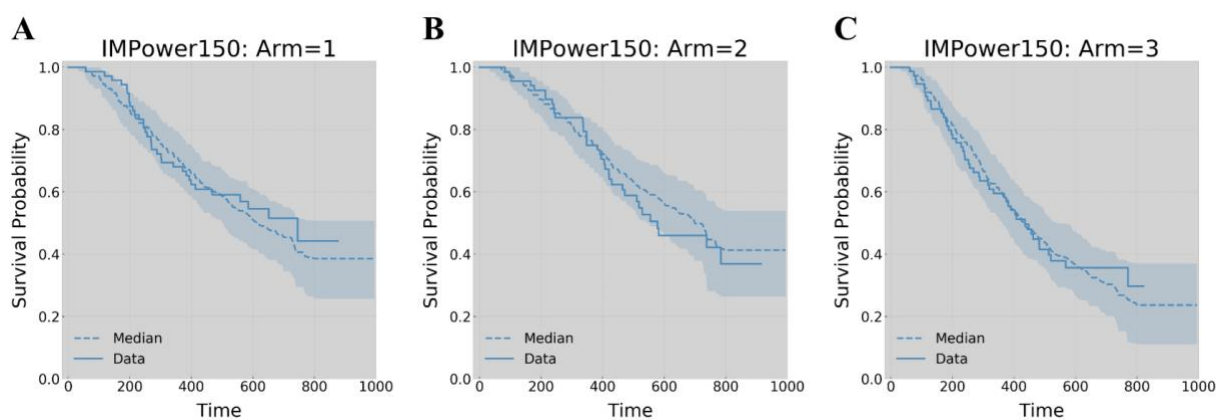 A
IMPower150: Arm=1
1.0
0.8
0.6
0.4
0.2
0.0
Survival Probability
Median
Data
0 200 400 600 800 1000
Time
B
IMPower150: Arm=2
1.0
0.8
0.6
0.4
0.2
0.0
Survival Probability
Median
Data
0 200 400 600 800 1000
Time
C
IMPower150: Arm=3
1.0
0.8
0.6
0.4
0.2
0.0
Survival Probability
Median
Data
0 200 400 600 800 1000
Time